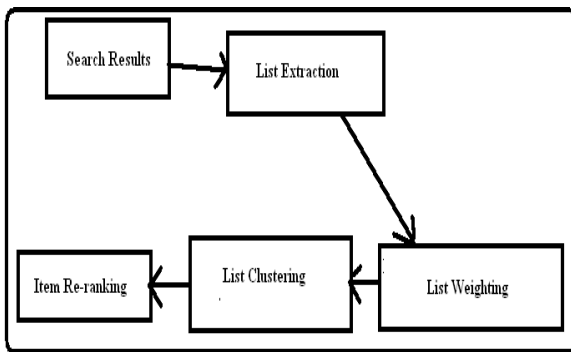 Search Results
List Extraction
List Weighting
List Clustering
Item Re-ranking